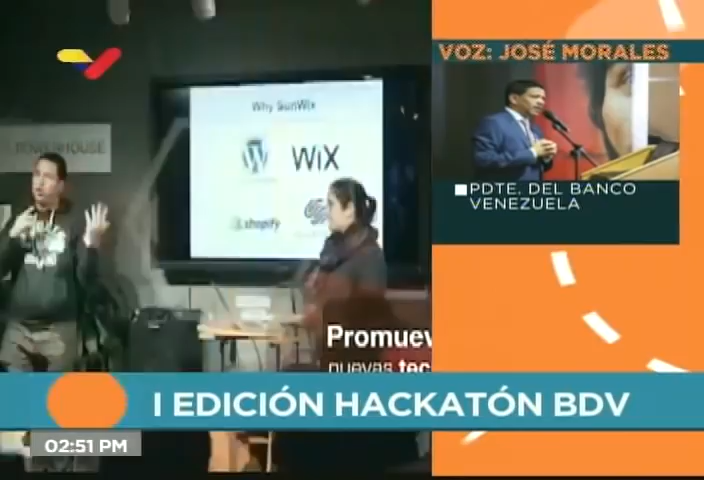 VOZ: JOSÉ MORALES
Why SunWix
WIX
shopify
PDTE. DEL BANCO
VENEZUELA
Promuev
nuevas tec
I EDICIÓN HACKATÓN BDV
02:51 PM